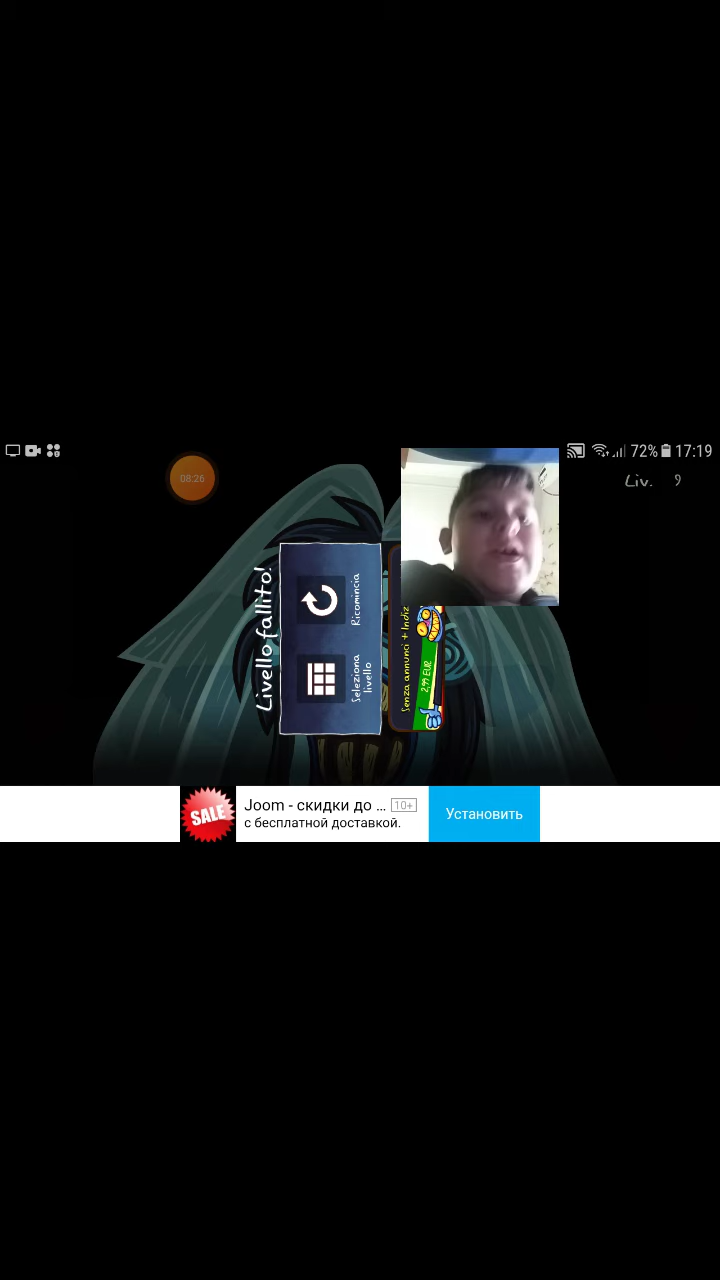 72% 17:19
08:26
Liv. 9
Livello fallito!
Ricomincia
Seleziona
livello
Senza annunci + Indiz
2,99 EUR
SALE
Joom - скидки до ... 10+
с бесплатной доставкой.
Установить